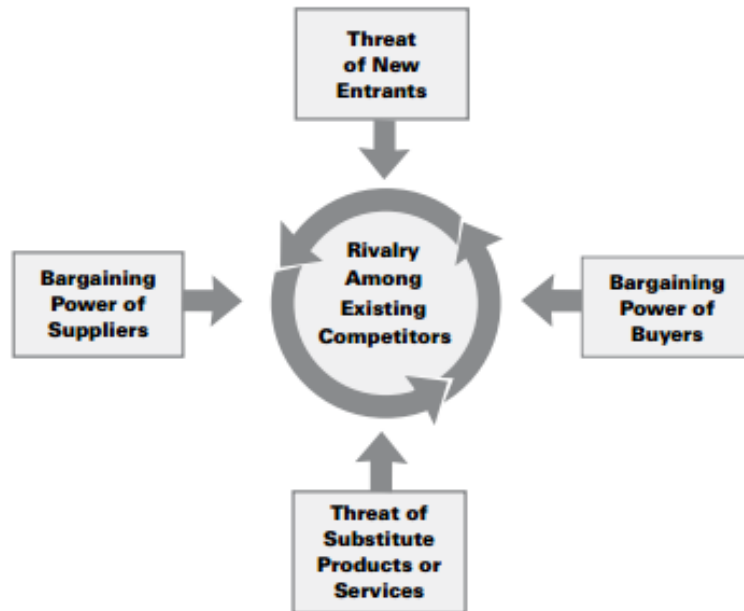 Threat
of New
Entrants
Bargaining
Power of
Suppliers
Rivalry
Among
Existing
Competitors
Bargaining
Power of
Buyers
Threat of
Substitute
Products or
Services